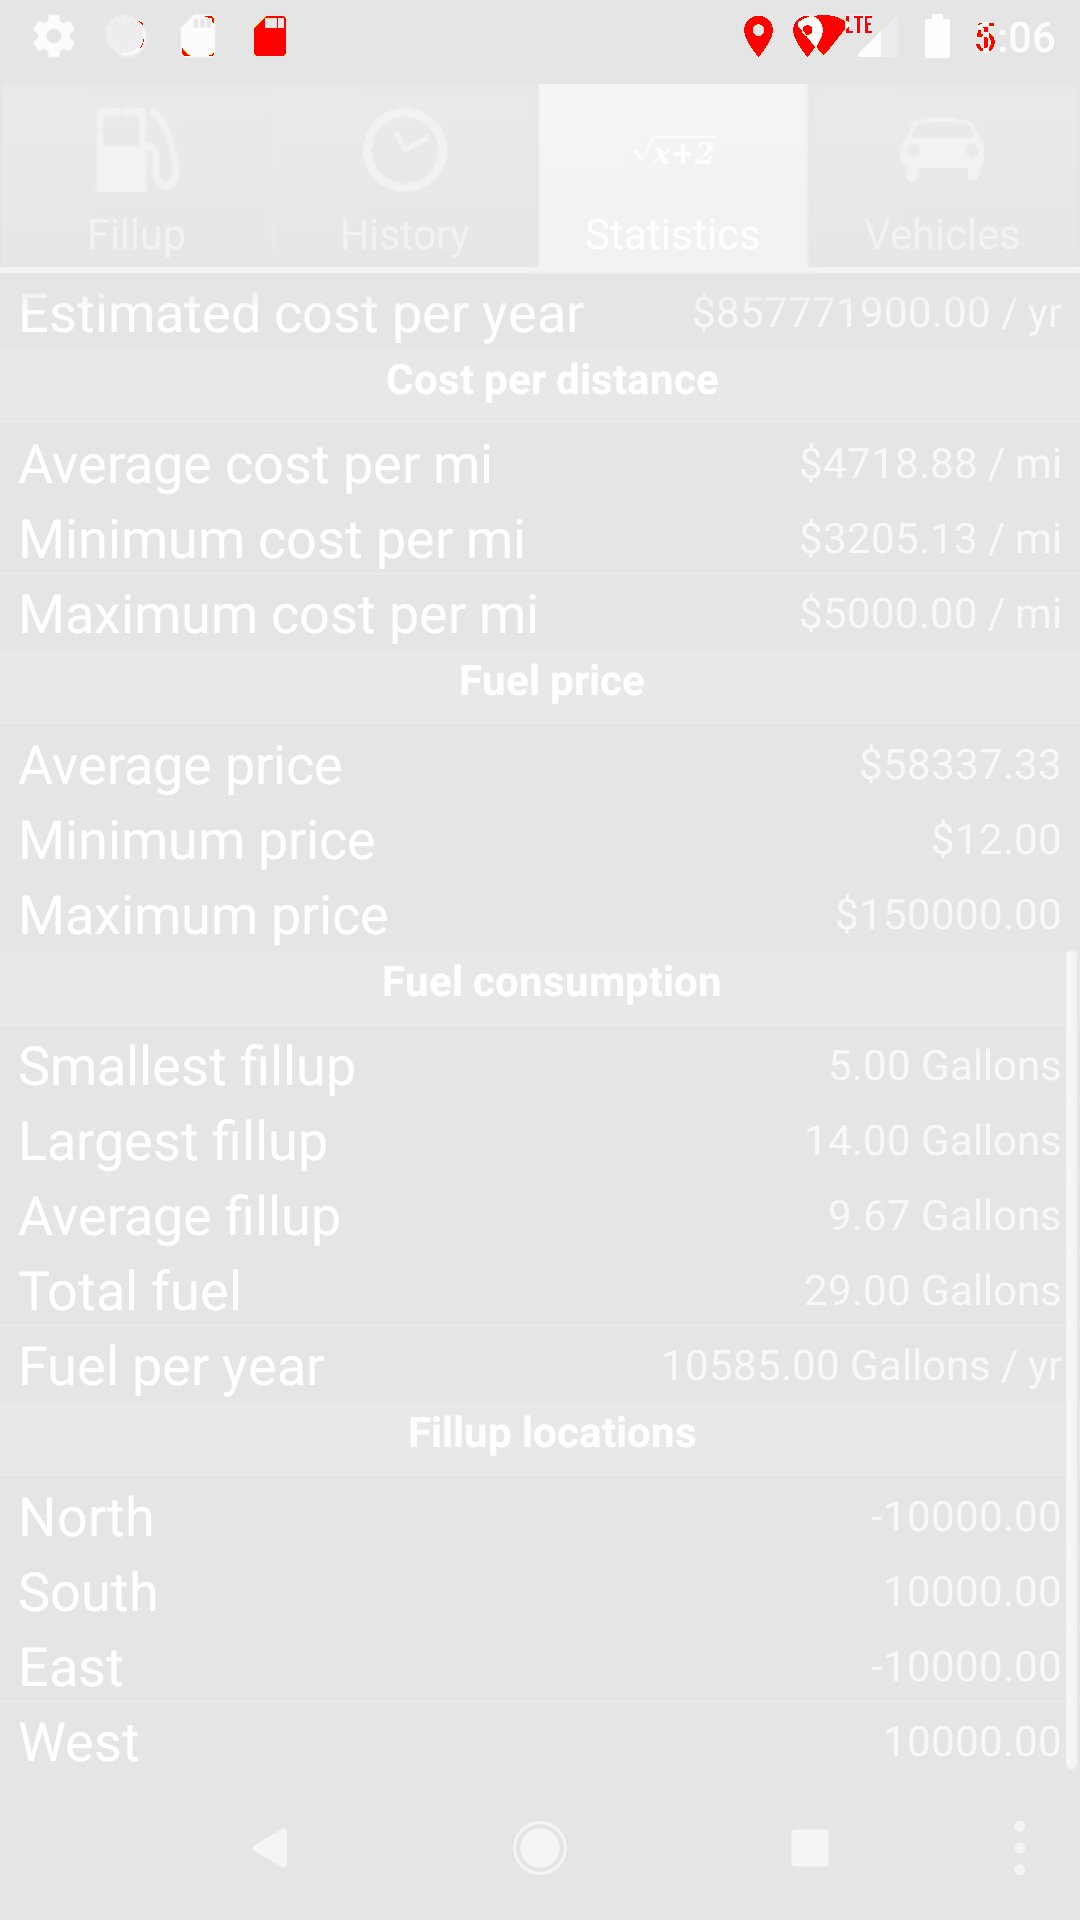 LTE :06
Fillup History √x+2 Statistics Vehicles
Estimated cost per year $857771900.00 / yr
Cost per distance
Average cost per mi $4718.88 / mi
Minimum cost per mi $3205.13 / mi
Maximum cost per mi $5000.00 / mi
Fuel price
Average price $58337.33
Minimum price $12.00
Maximum price $150000.00
Fuel consumption
Smallest fillup 5.00 Gallons
Largest fillup 14.00 Gallons
Average fillup 9.67 Gallons
Total fuel 29.00 Gallons
Fuel per year 10585.00 Gallons / yr
Fillup locations
North -10000.00
South 10000.00
East -10000.00
West 10000.00